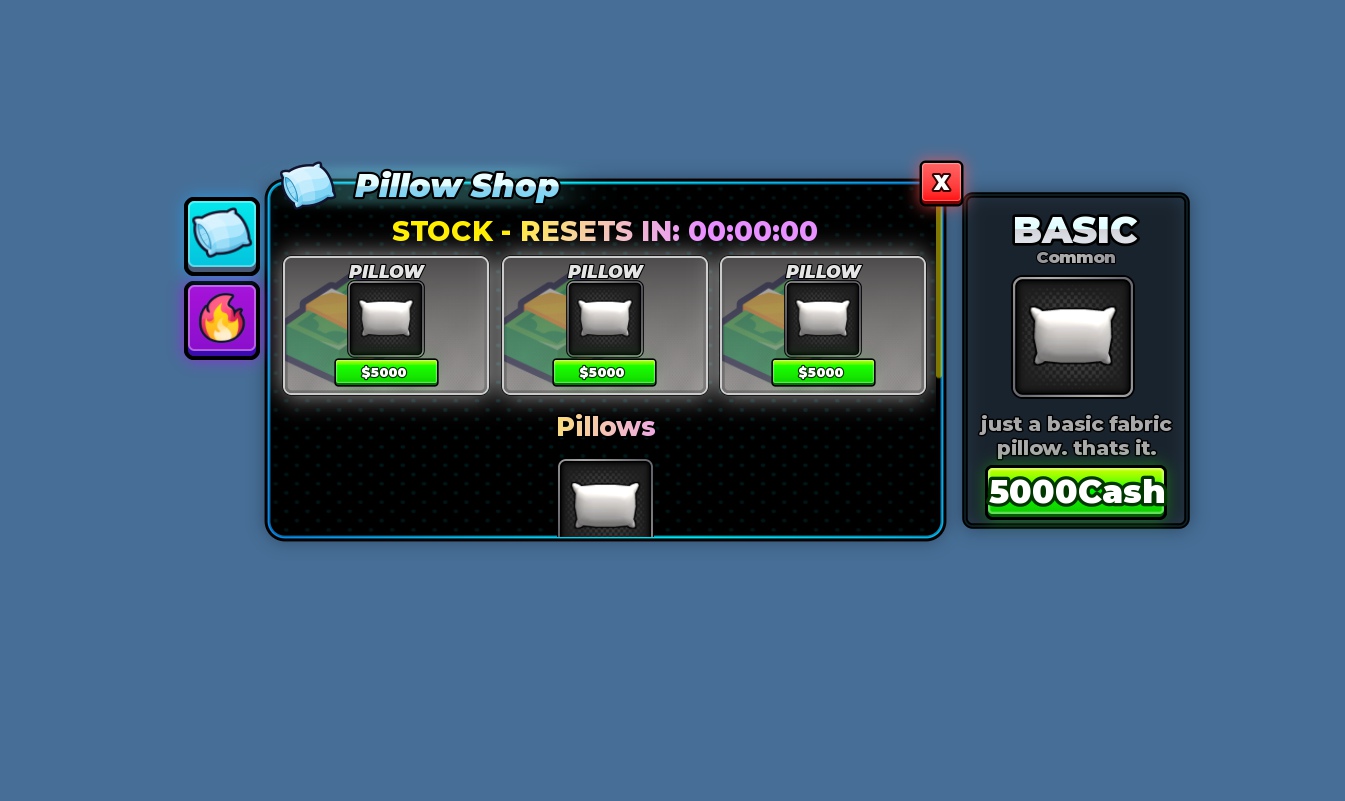 Pillow Shop
X
STOCK - RESETS IN: 00:00:00
PILLOW
$5000
PILLOW
$5000
PILLOW
$5000
Pillows
BASIC
Common
just a basic fabric
pillow. thats it.
5000Cash